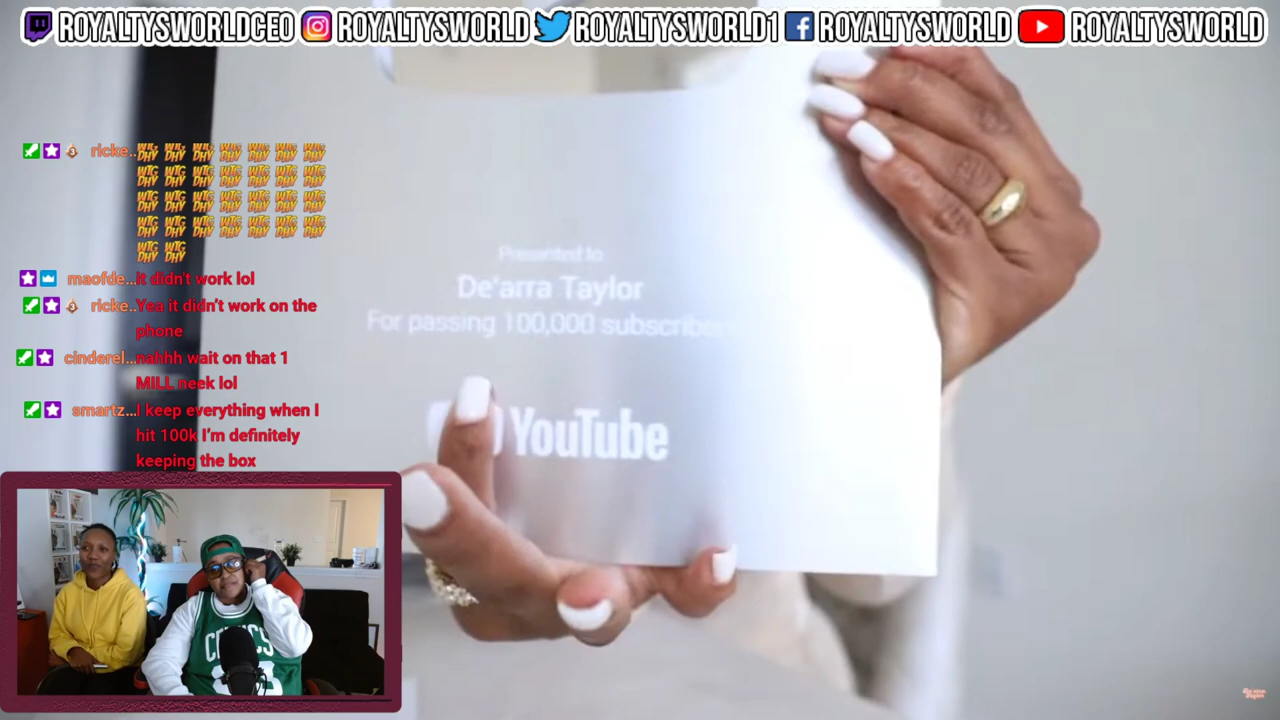 ROYALTYSWORLDCEO ROYALTYSWORLD ROYALTYSWORLD1 ROYALTYSWORLD ROYALTYSWORLD
ricke..
maofde...it didn't work lol
ricke..Yea it didn't work on the
phone
cinderel...nahhh wait on that 1
MILL neek lol
smartz...I keep everything when I
hit 100k I'm definitely
keeping the box
Presented to
De'arra Taylor
For passing 100,000 subscribe
YouTube
CELTICS